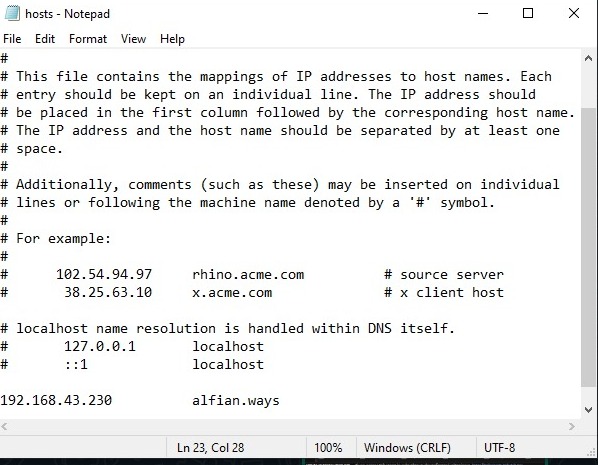 hosts - Notepad
File Edit Format View Help
#
# This file contains the mappings of IP addresses to host names. Each
# entry should be kept on an individual line. The IP address should
# be placed in the first column followed by the corresponding host name.
# The IP address and the host name should be separated by at least one
# space.
#
# Additionally, comments (such as these) may be inserted on individual
# lines or following the machine name denoted by a '#' symbol.
#
# For example:
#
#      102.54.94.97     rhino.acme.com          # source server
#       38.25.63.10     x.acme.com              # x client host

# localhost name resolution is handled within DNS itself.
#       127.0.0.1       localhost
#       ::1             localhost

192.168.43.230          alfian.ways
Ln 23, Col 28 100% Windows (CRLF) UTF-8